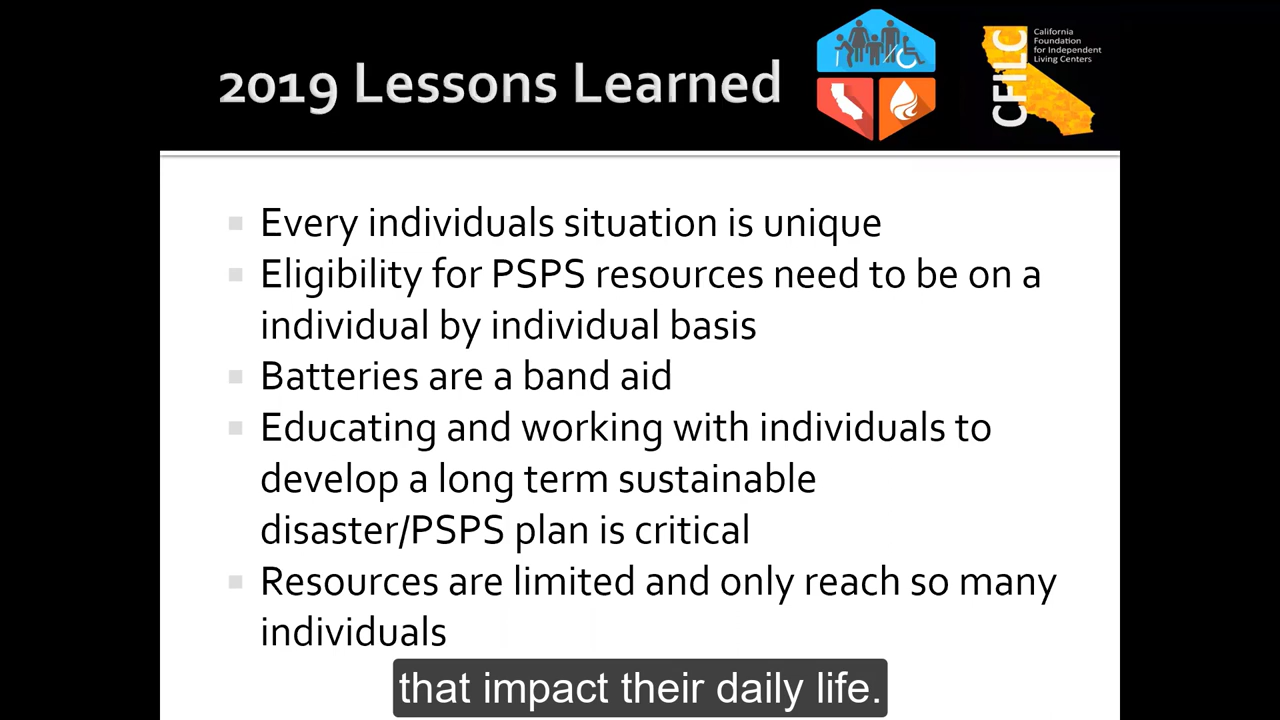 2019 Lessons Learned
CFILC
California
Foundation
for Independent
Living Centers
Every individuals situation is unique
Eligibility for PSPS resources need to be on a
individual by individual basis
Batteries are a band aid
Educating and working with individuals to
develop a long term sustainable
disaster/PSPS plan is critical
Resources are limited and only reach so many
individuals
that impact their daily life.